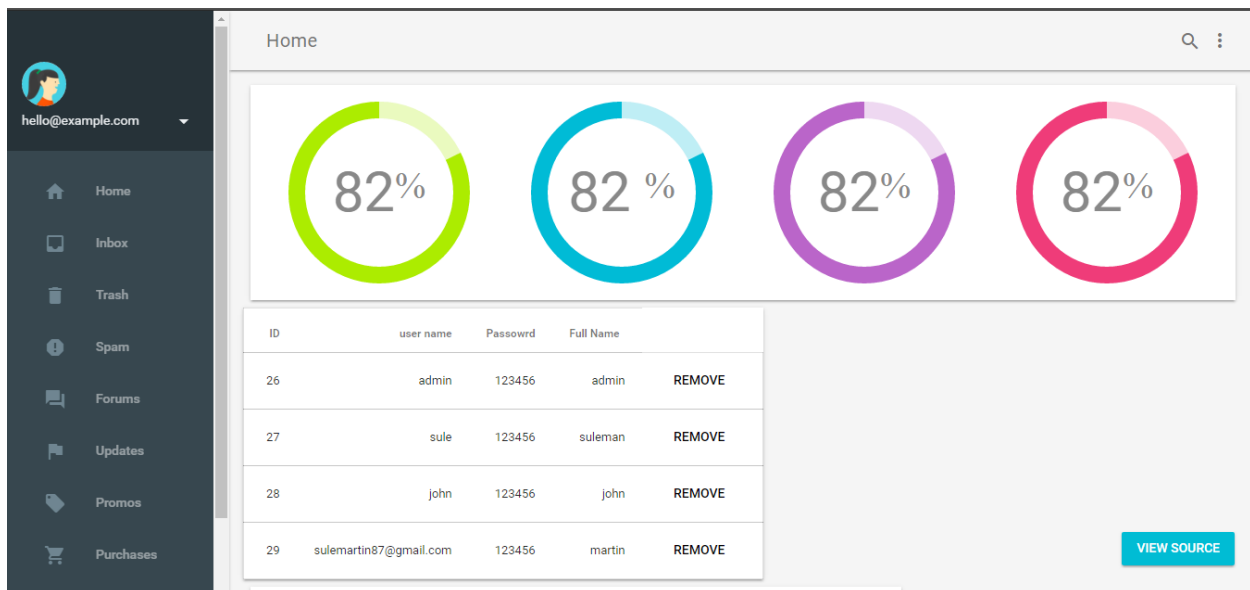 Home
hello@example.com
Home
Inbox
Trash
Spam
Forums
Updates
Promos
Purchases
82% 82 % 82% 82%
ID user name Passowrd Full Name
26 admin 123456 admin REMOVE
27 sule 123456 suleman REMOVE
28 john 123456 john REMOVE
29 sulemartin87@gmail.com 123456 martin REMOVE
VIEW SOURCE